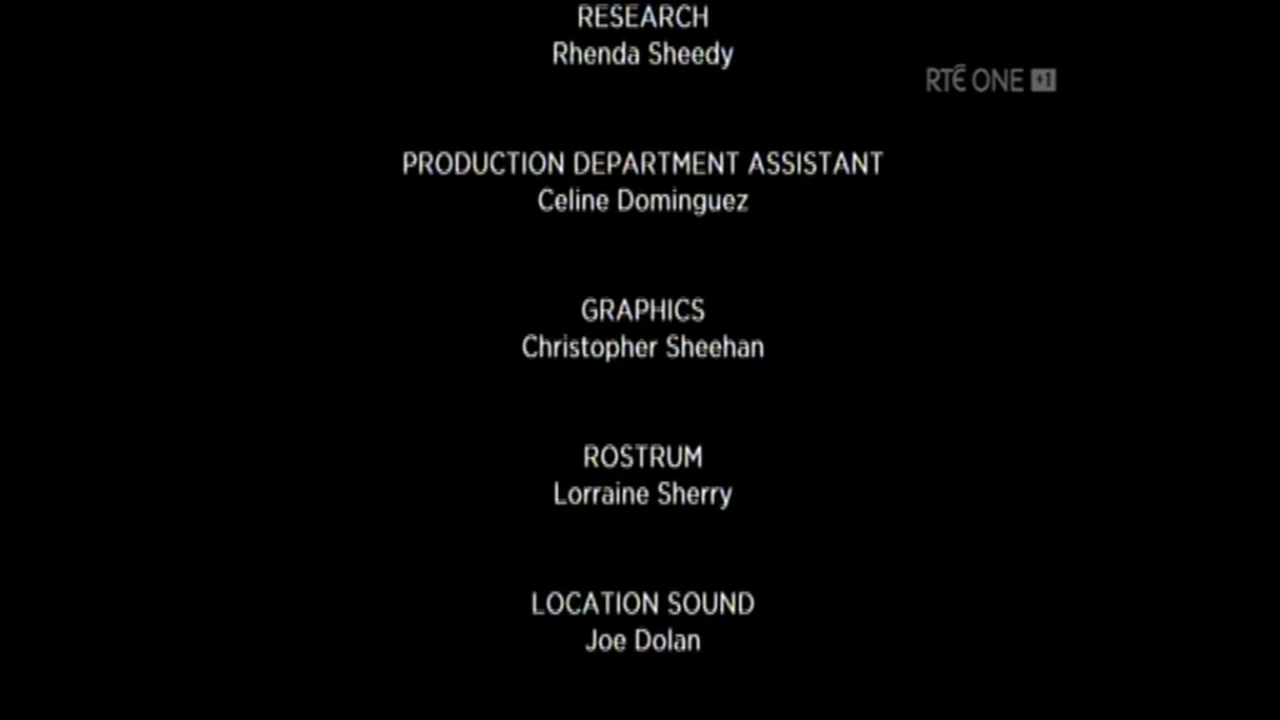 RESEARCH
Rhenda Sheedy
RTÉ ONE +1
PRODUCTION DEPARTMENT ASSISTANT
Celine Dominguez
GRAPHICS
Christopher Sheehan
ROSTRUM
Lorraine Sherry
LOCATION SOUND
Joe Dolan